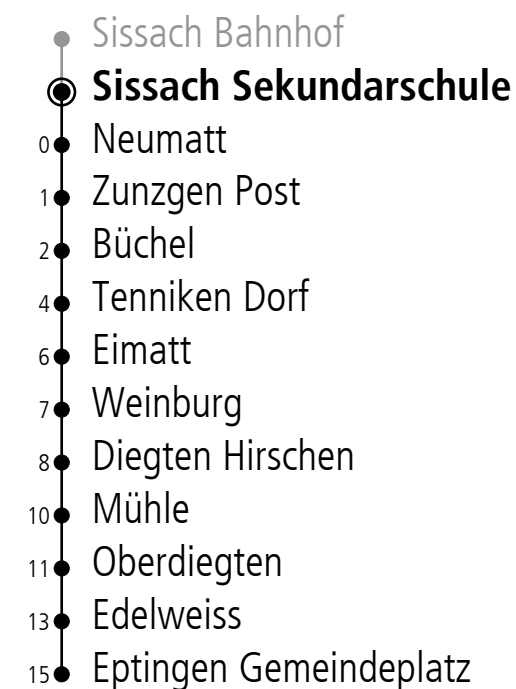 Sissach Bahnhof
Sissach Sekundarschule
0 Neumatt
1 Zunzgen Post
2 Büchel
4 Tenniken Dorf
6 Eimatt
7 Weinburg
8 Diegten Hirschen
10 Mühle
11 Oberdiegten
13 Edelweiss
15 Eptingen Gemeindeplatz